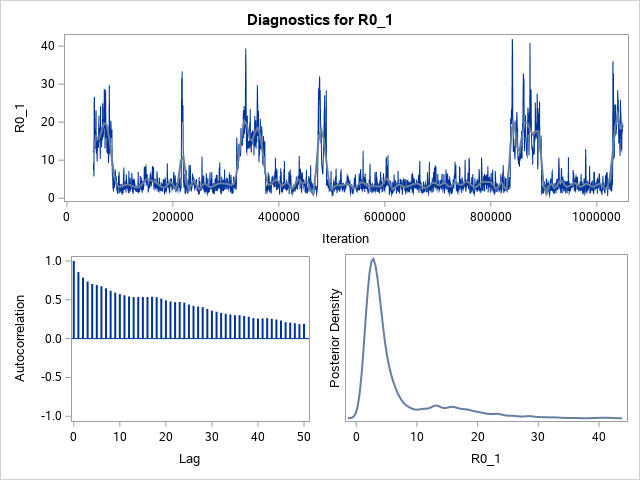 Diagnostics for R0_1
R0_1
40
30
20
10
0
0 200000 400000 600000 800000 1000000
Iteration
Autocorrelation
1.0
0.5
0.0
-0.5
-1.0
0 10 20 30 40 50
Lag
Posterior Density
0 10 20 30 40
R0_1